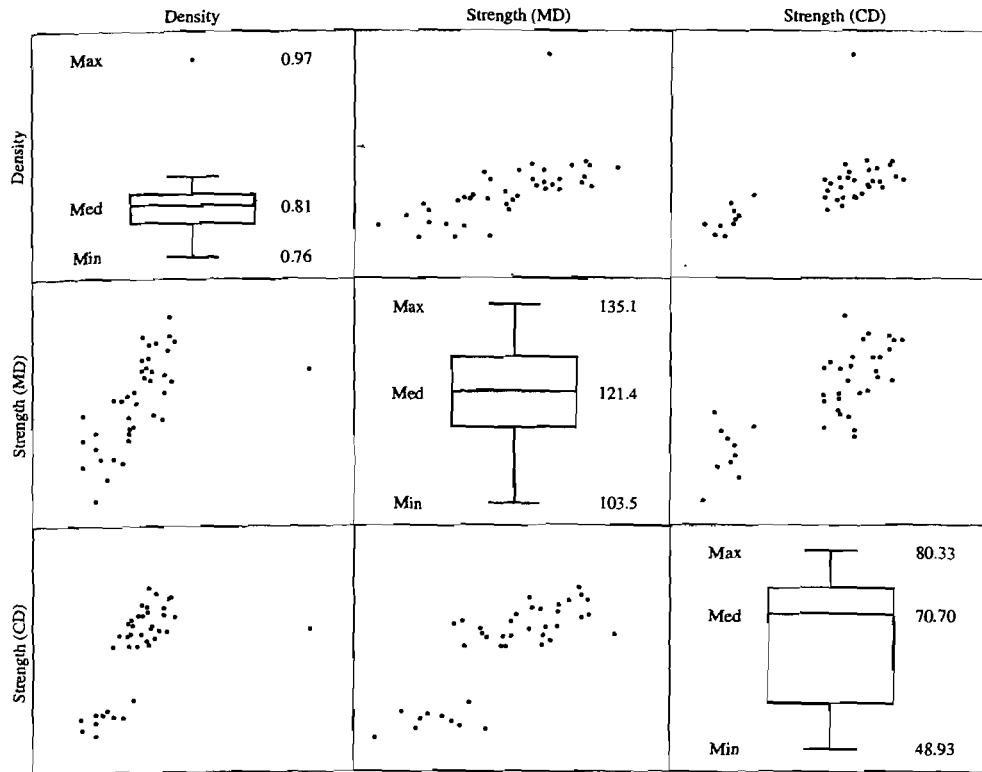 Density Strength (MD) Strength (CD)
Density
Max 0.97
Med 0.81
Min 0.76
Strength (MD)
Max 135.1
Med 121.4
Min 103.5
Strength (CD)
Max 80.33
Med 70.70
Min 48.93